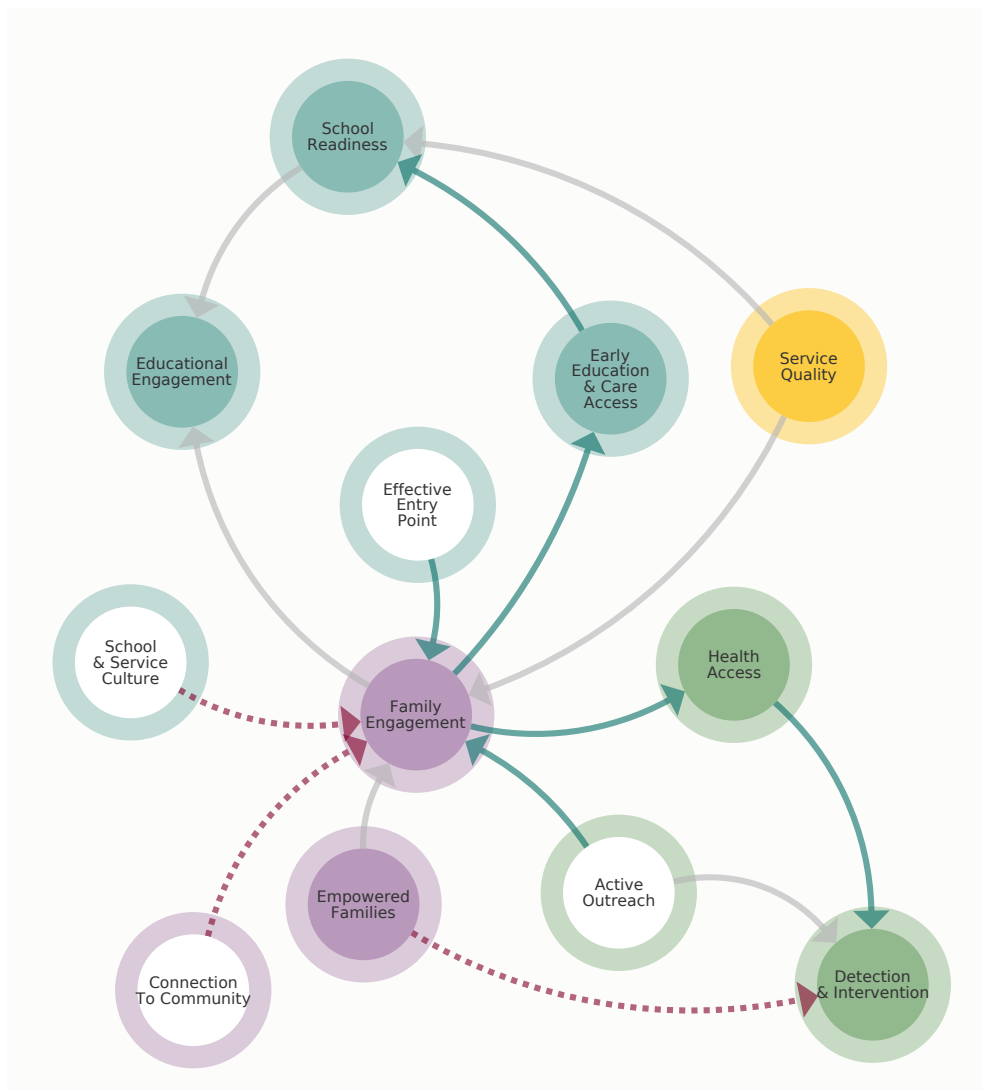 School
Readiness
Educational
Engagement
Early
Education
& Care
Access
Service
Quality
Effective
Entry
Point
School
& Service
Culture
Family
Engagement
Health
Access
Empowered
Families
Active
Outreach
Connection
To Community
Detection
& Intervention